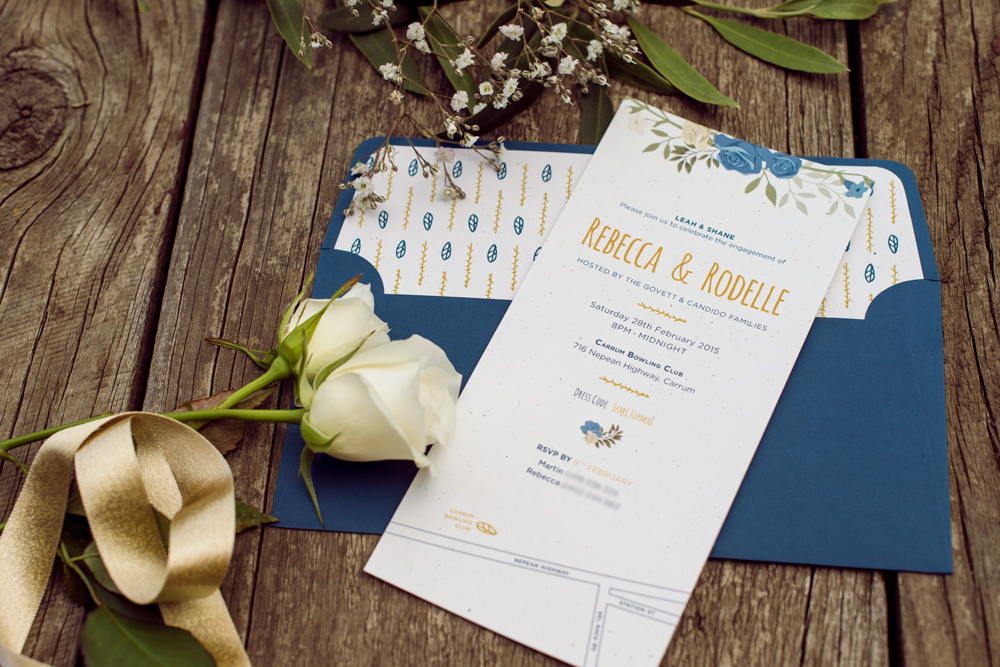 LEAH & SHANE
Please join us to celebrate the engagement of
REBECCA & RODELLE
HOSTED BY THE GOVETT & CANDIDO FAMILIES
Saturday 28th February 2015
8PM - MIDNIGHT
CARRUM BOWLING CLUB
716 Nepean Highway, Carrum
DRESS CODE SEMI FORMAL
RSVP BY 9TH FEBRUARY
Martin
Rebecca
CARRUM
BOWLING
CLUB
NEPEAN HIGHWAY
STATION ST